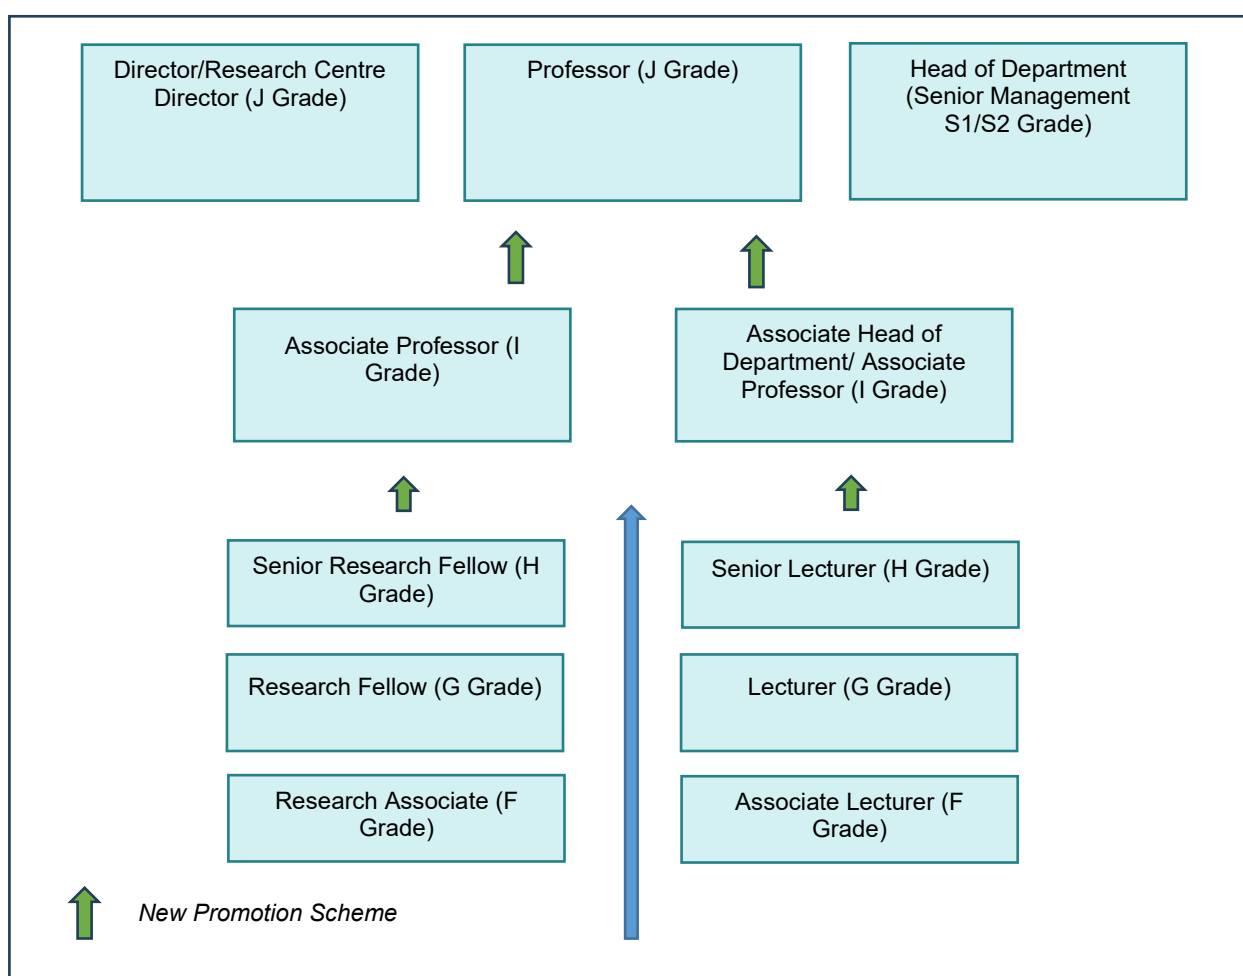 Director/Research Centre
Director (J Grade)
Professor (J Grade)
Head of Department
(Senior Management
S1/S2 Grade)
Associate Professor (I
Grade)
Associate Head of
Department/ Associate
Professor (I Grade)
Senior Research Fellow (H
Grade)
Senior Lecturer (H Grade)
Research Fellow (G Grade)
Lecturer (G Grade)
Research Associate (F
Grade)
Associate Lecturer (F
Grade)
New Promotion Scheme